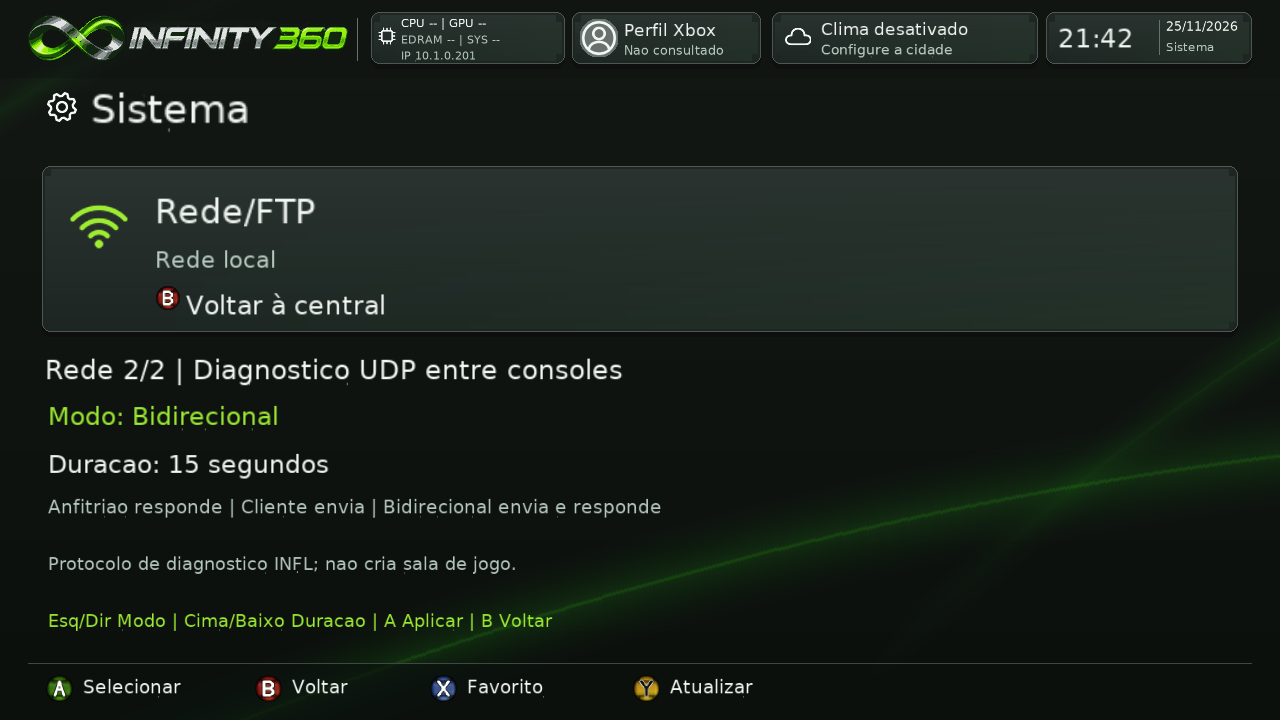 INFINITY 360
CPU -- | GPU --
EDRAM -- | SYS --
IP 10.1.0.201
Perfil Xbox
Nao consultado
Clima desativado
Configure a cidade
21:42
25/11/2026
Sistema
Sistema
Rede/FTP
Rede local
B Voltar à central
Rede 2/2 | Diagnostico UDP entre consoles
Modo: Bidirecional
Duracao: 15 segundos
Anfitriao responde | Cliente envia | Bidirecional envia e responde
Protocolo de diagnostico INFL; nao cria sala de jogo.
Esq/Dir Modo | Cima/Baixo Duracao | A Aplicar | B Voltar
A Selecionar B Voltar X Favorito Y Atualizar